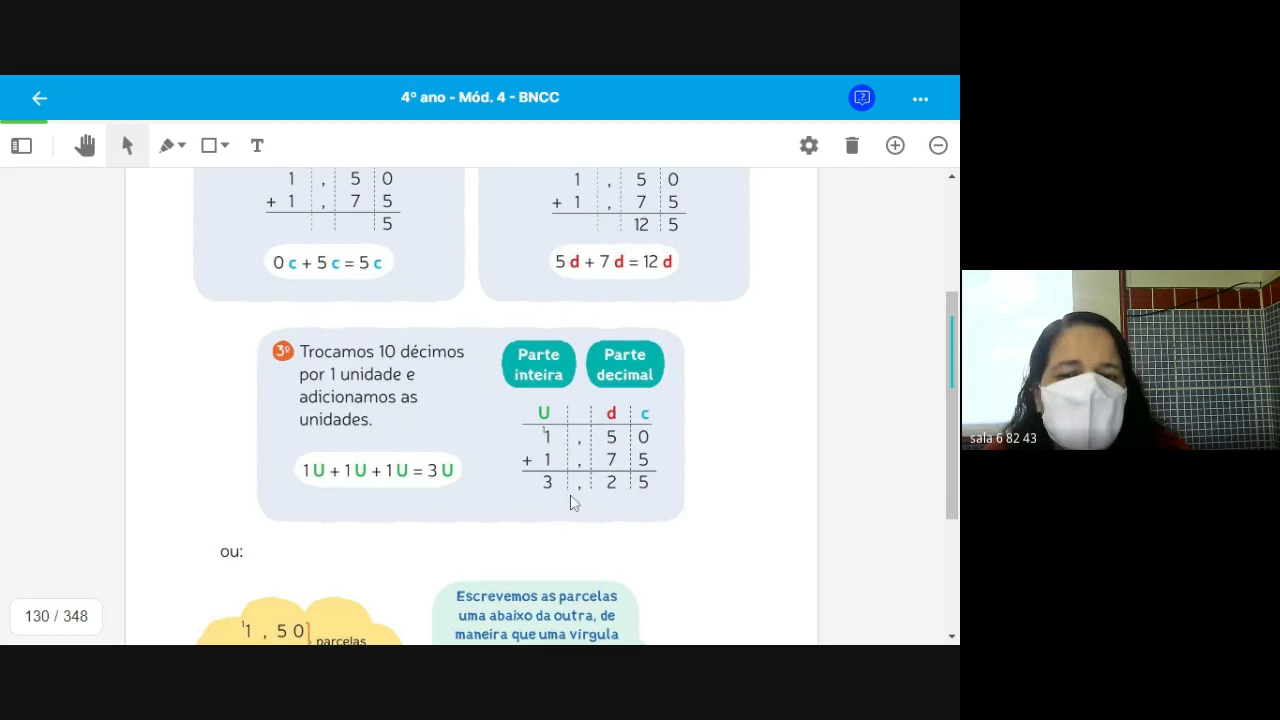 4º ano - Mód. 4 - BNCC
T
1 , 5 0
+ 1 , 7 5
5
0 c + 5 c = 5 c
1 , 5 0
+ 1 , 7 5
12 5
5 d + 7 d = 12 d
3º Trocamos 10 décimos
por 1 unidade e
adicionamos as
unidades.
1 U + 1 U + 1 U = 3 U
Parte
inteira
Parte
decimal
U d c
1 1 , 5 0
+ 1 , 7 5
3 , 2 5
ou:
1 1 , 5 0
parcelas
Escrevemos as parcelas
uma abaixo da outra, de
maneira que uma vírgula
130 / 348
sala 6 82 43